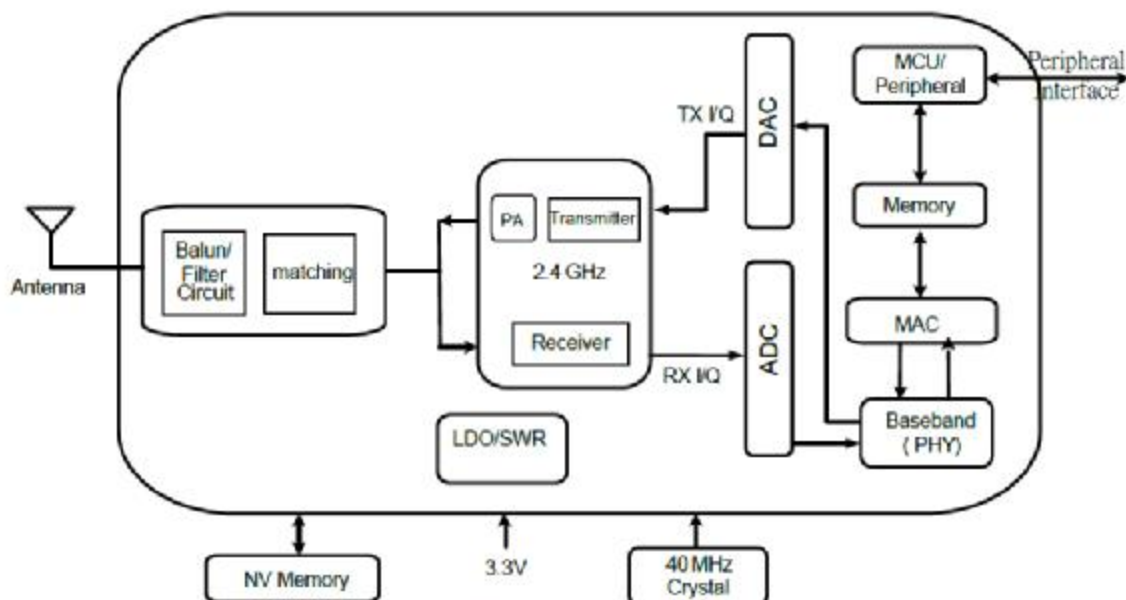 MCU/
Peripheral
Peripheral
Interface
TX I/Q
DAC
Memory
PA
Transmitter
Balun/
Filter
Circuit
matching
2.4 GHz
Antenna
MAC
Receiver
RX I/Q
ADC
Baseband
( PHY)
LDO/SWR
NV Memory
3.3V
40 MHz
Crystal